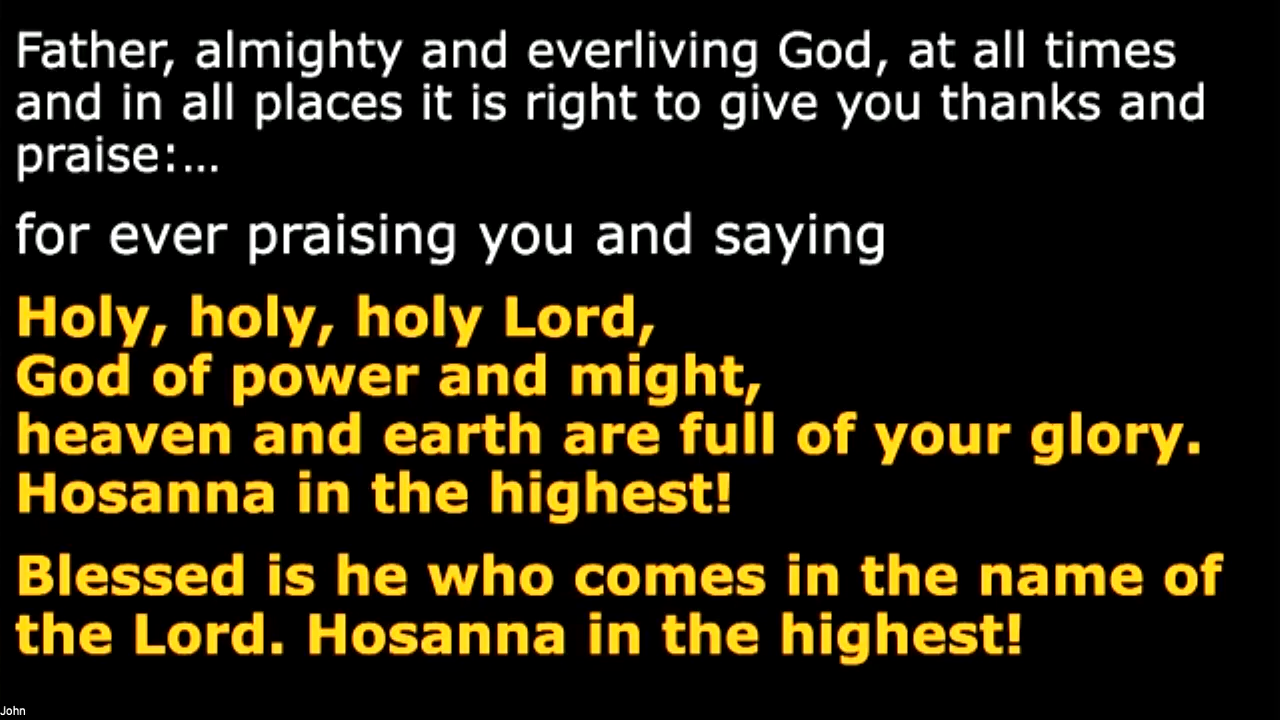 Father, almighty and everliving God, at all times
and in all places it is right to give you thanks and
praise:...
for ever praising you and saying
Holy, holy, holy Lord,
God of power and might,
heaven and earth are full of your glory.
Hosanna in the highest!
Blessed is he who comes in the name of
the Lord. Hosanna in the highest!
John